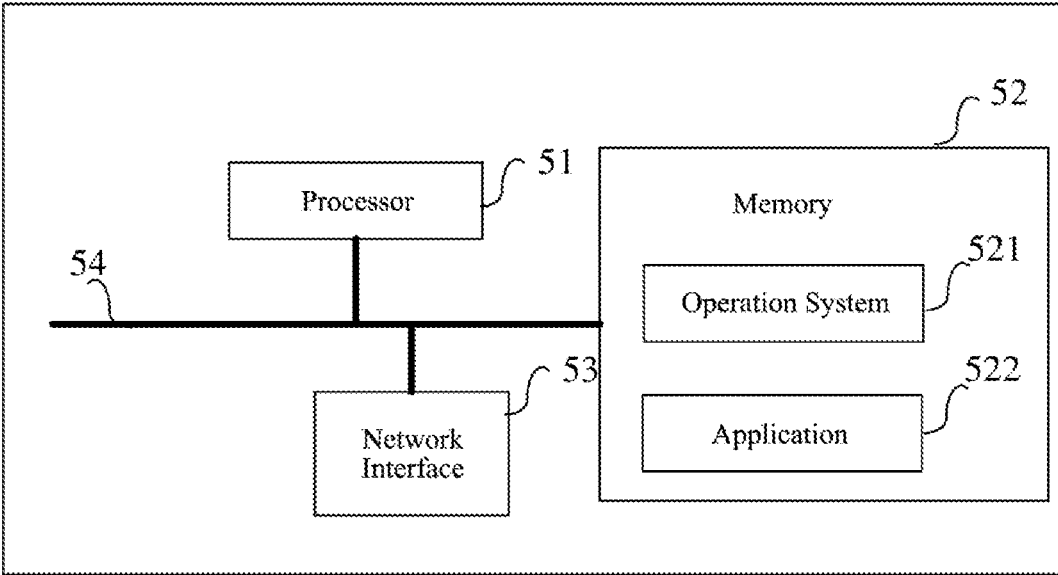 52
51
Processor
Memory
54
521
Operation System
53
522
Network
Interface
Application